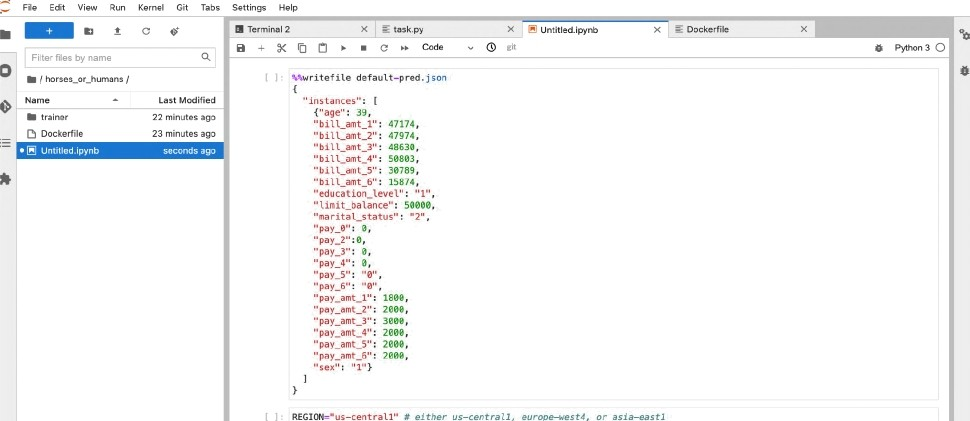 File Edit View Run Kernel Git Tabs Settings Help
Terminal 2
task.py
Untitled.ipynb
Dockerfile
Code
git
Python 3
Filter files by name
/ horses_or_humans /
Name Last Modified
trainer 22 minutes ago
Dockerfile 23 minutes ago
Untitled.ipynb seconds ago
[ ]: %%writefile default-pred.json
{
"instances": [
{"age": 39,
"bill_amt_1": 47174,
"bill_amt_2": 47974,
"bill_amt_3": 48630,
"bill_amt_4": 50803,
"bill_amt_5": 30789,
"bill_amt_6": 15874,
"education_level": "1",
"limit_balance": 50000,
"marital_status": "2",
"pay_0": 0,
"pay_2":0,
"pay_3": 0,
"pay_4": 0,
"pay_5": "0",
"pay_6": "0",
"pay_amt_1": 1800,
"pay_amt_2": 2000,
"pay_amt_3": 3000,
"pay_amt_4": 2000,
"pay_amt_5": 2000,
"pay_amt_6": 2000,
"sex": "1"}
]
}
[ ]: REGION="us-central1" # either us-central1, europe-west4, or asia-east1